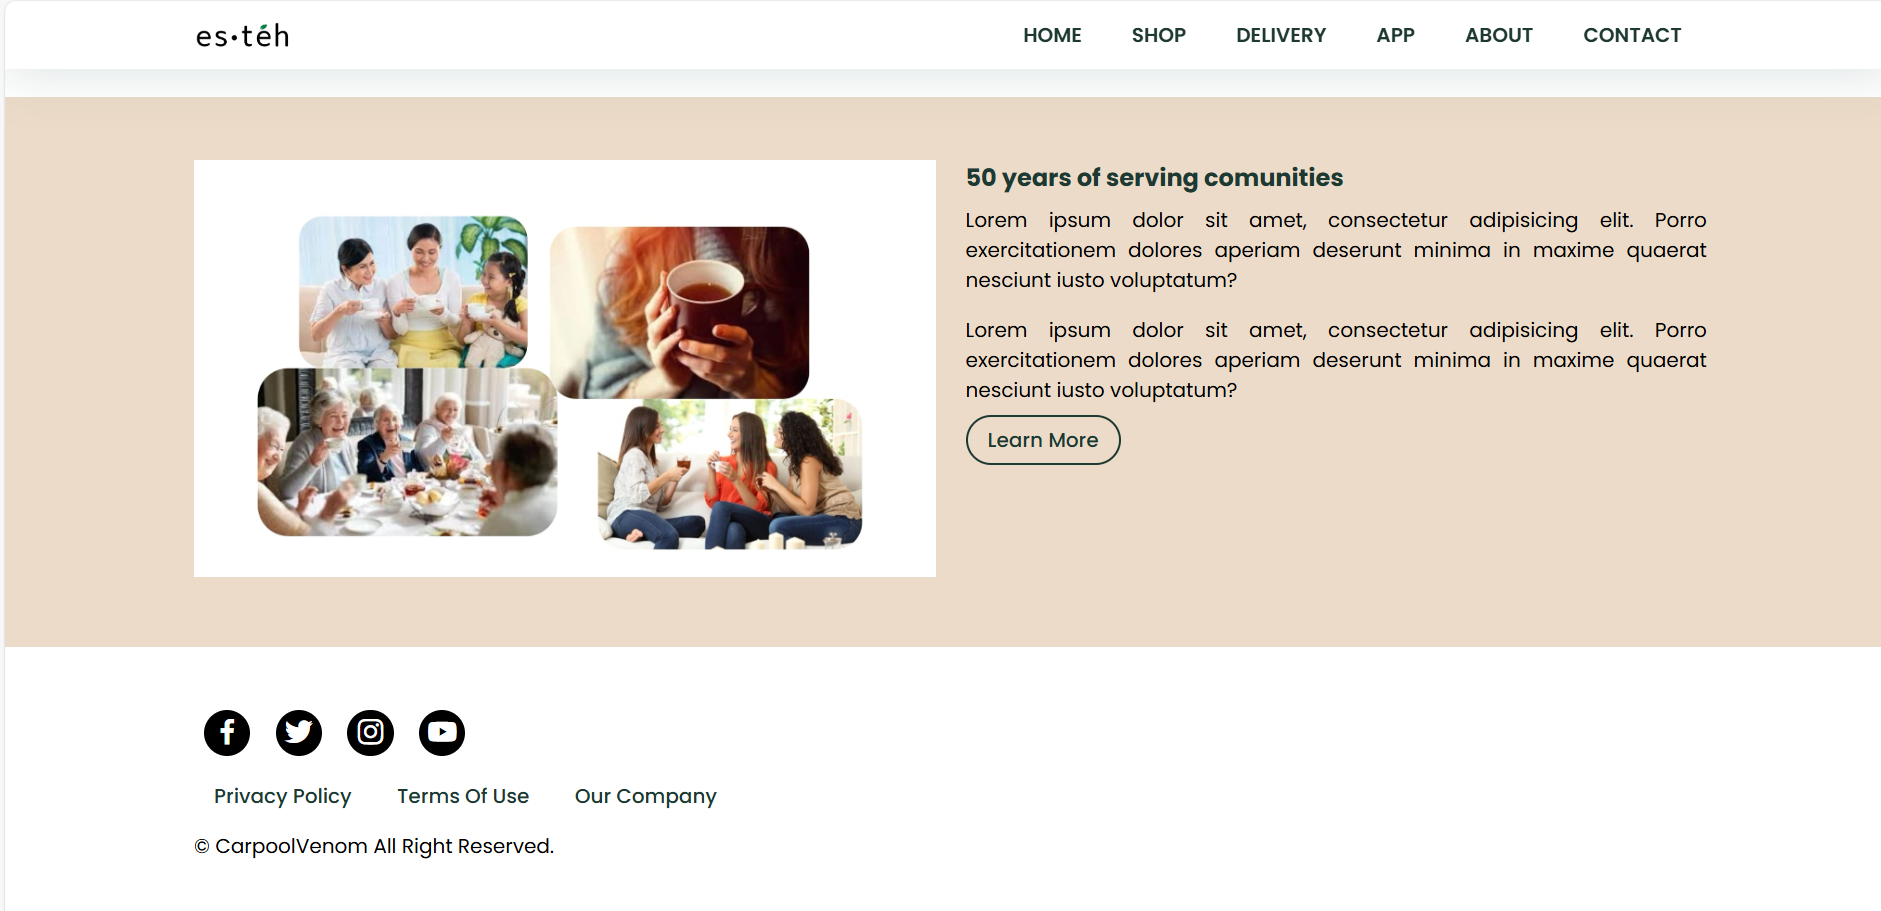 es•téh
HOME SHOP DELIVERY APP ABOUT CONTACT
50 years of serving comunities
Lorem ipsum dolor sit amet, consectetur adipisicing elit. Porro
exercitationem dolores aperiam deserunt minima in maxime quaerat
nesciunt iusto voluptatum?
Lorem ipsum dolor sit amet, consectetur adipisicing elit. Porro
exercitationem dolores aperiam deserunt minima in maxime quaerat
nesciunt iusto voluptatum?
Learn More
Privacy Policy Terms Of Use Our Company
© CarpoolVenom All Right Reserved.